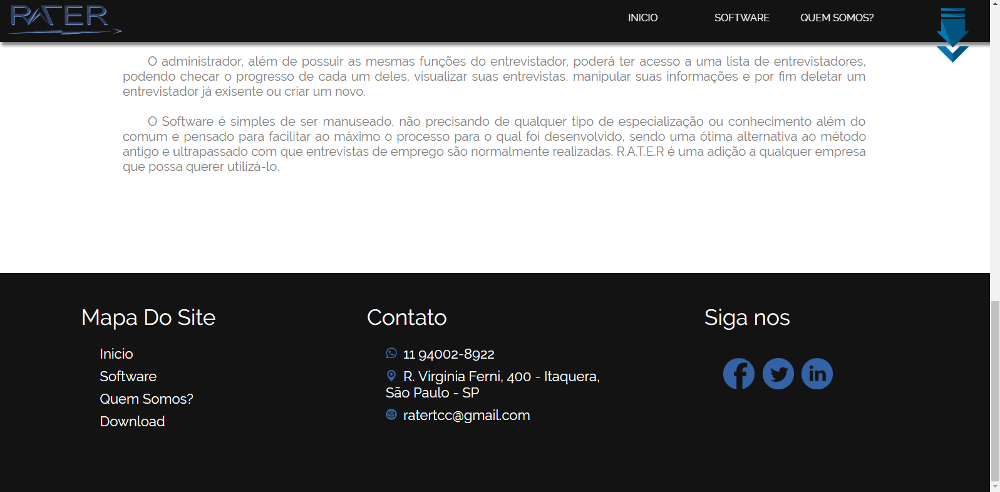 RATER
INICIO SOFTWARE QUEM SOMOS?
O administrador, além de possuir as mesmas funções do entrevistador, poderá ter acesso a uma lista de entrevistadores,
podendo checar o progresso de cada um deles, visualizar suas entrevistas, manipular suas informações e por fim deletar um
entrevistador já exisente ou criar um novo.
O Software é simples de ser manuseado, não precisando de qualquer tipo de especialização ou conhecimento além do
comum e pensado para facilitar ao máximo o processo para o qual foi desenvolvido, sendo uma ótima alternativa ao método
antigo e ultrapassado com que entrevistas de emprego são normalmente realizadas. R.A.T.E.R é uma adição a qualquer empresa
que possa querer utilizá-lo.
Mapa Do Site
Inicio
Software
Quem Somos?
Download
Contato
11 94002-8922
R. Virgínia Ferni, 400 - Itaquera,
São Paulo - SP
ratertcc@gmail.com
Siga nos